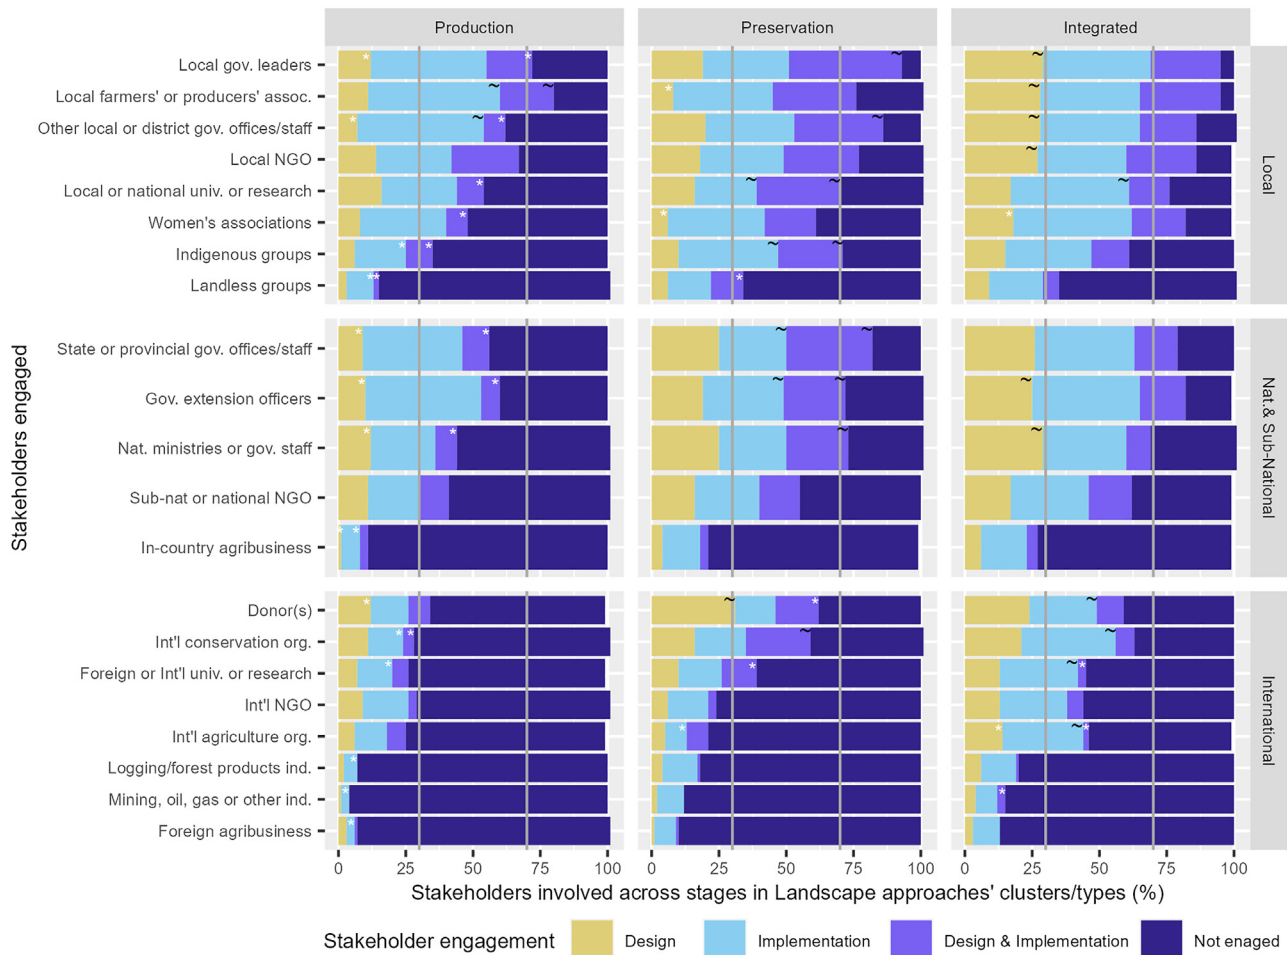 Production Preservation Integrated
Stakeholders engaged
Local gov. leaders
Local farmers' or producers' assoc.
Other local or district gov. offices/staff
Local NGO
Local or national univ. or research
Women's associations
Indigenous groups
Landless groups
Local
State or provincial gov. offices/staff
Gov. extension officers
Nat. ministries or gov. staff
Sub-nat or national NGO
In-country agribusiness
Nat.& Sub-National
Donor(s)
Int'l conservation org.
Foreign or Int'l univ. or research
Int'l NGO
Int'l agriculture org.
Logging/forest products ind.
Mining, oil, gas or other ind.
Foreign agribusiness
International
0 25 50 75 100 0 25 50 75 100 0 25 50 75 100
Stakeholders involved across stages in Landscape approaches' clusters/types (%)
Stakeholder engagement Design Implementation Design & Implementation Not enaged